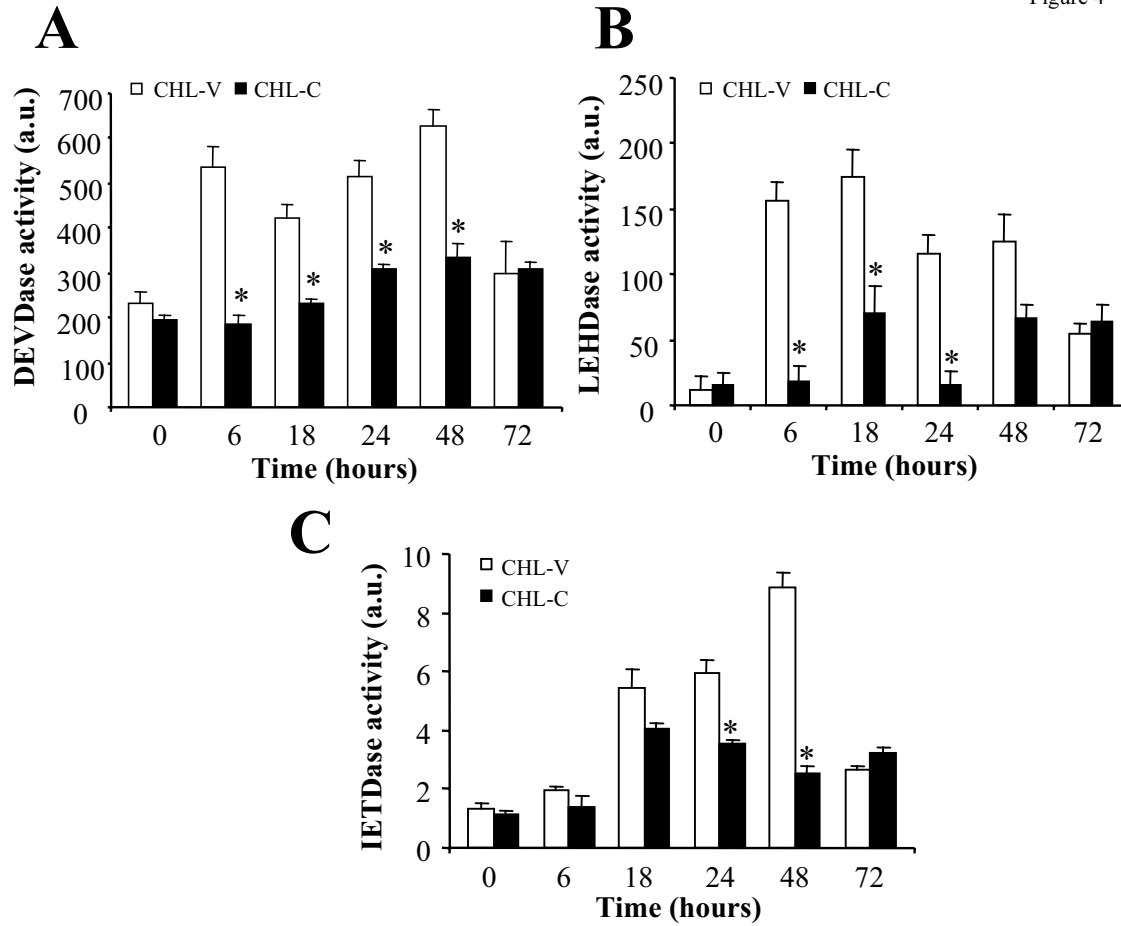 Figure 4
A
CHL-V CHL-C
DEVDase activity (a.u.)
700
600
500
400
300
200
100
0
* * * *
0 6 18 24 48 72
Time (hours)
B
CHL-V CHL-C
LEHDase activity (a.u.)
250
200
150
100
50
0
* * *
0 6 18 24 48 72
Time (hours)
C
CHL-V
CHL-C
IETDase activity (a.u.)
10
8
6
4
2
0
* *
0 6 18 24 48 72
Time (hours)